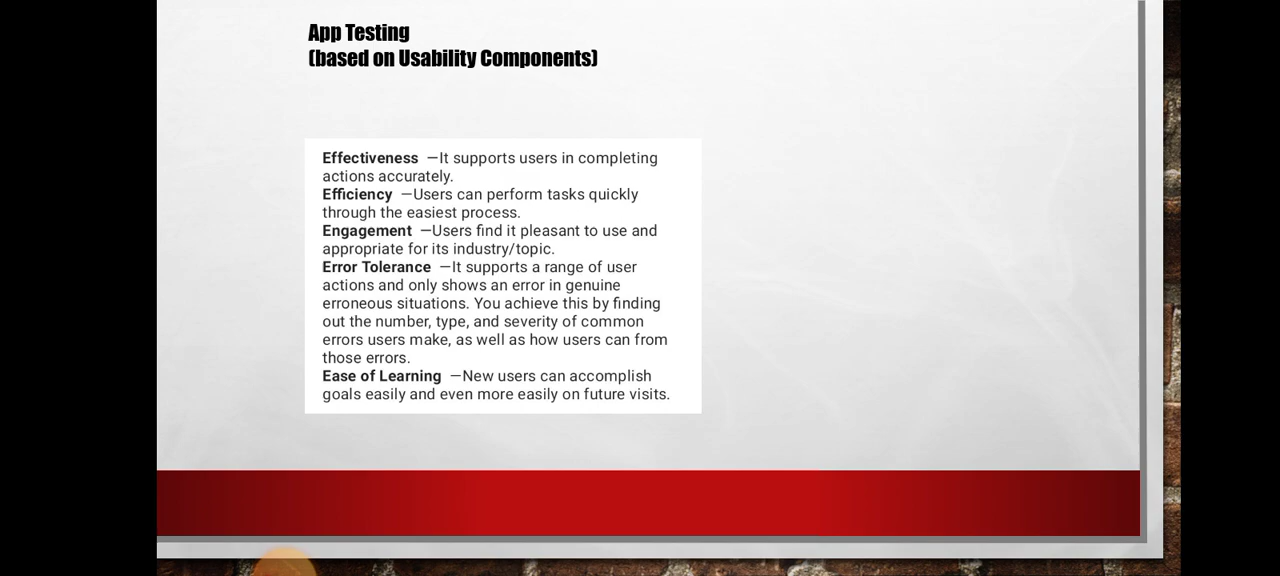 App Testing
(based on Usability Components)
Effectiveness —It supports users in completing
actions accurately.
Efficiency —Users can perform tasks quickly
through the easiest process.
Engagement —Users find it pleasant to use and
appropriate for its industry/topic.
Error Tolerance —It supports a range of user
actions and only shows an error in genuine
erroneous situations. You achieve this by finding
out the number, type, and severity of common
errors users make, as well as how users can from
those errors.
Ease of Learning —New users can accomplish
goals easily and even more easily on future visits.